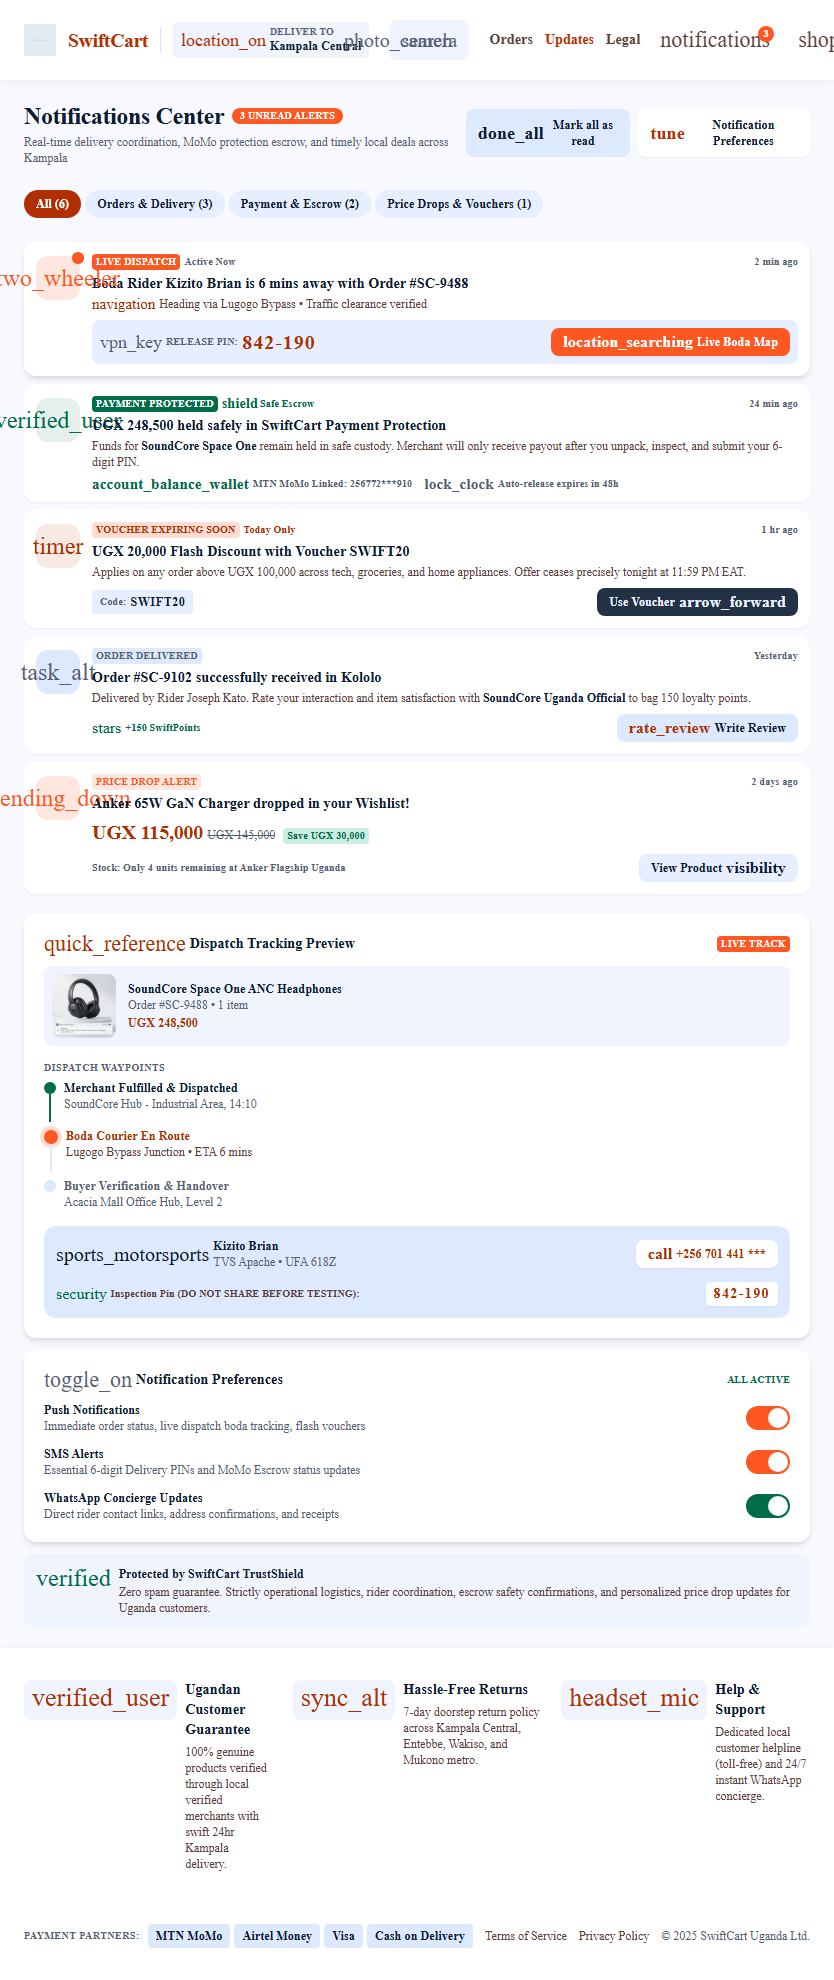 SwiftCart
location_on DELIVER TO
Kampala Central
photo_camera
search
Orders Updates Legal
notifications 3
shop
Notifications Center 3 UNREAD ALERTS
Real-time delivery coordination, MoMo protection escrow, and timely local deals across
Kampala
done_all Mark all as
read
tune Notification
Preferences
All (6) Orders & Delivery (3) Payment & Escrow (2) Price Drops & Vouchers (1)
two_wheeler
LIVE DISPATCH Active Now 2 min ago
Boda Rider Kizito Brian is 6 mins away with Order #SC-9488
navigation Heading via Lugogo Bypass • Traffic clearance verified
vpn_key RELEASE PIN: 842-190 location_searching Live Boda Map
verified_user
PAYMENT PROTECTED shield Safe Escrow 24 min ago
UGX 248,500 held safely in SwiftCart Payment Protection
Funds for SoundCore Space One remain held in safe custody. Merchant will only receive payout after you unpack, inspect, and submit your 6-
digit PIN.
account_balance_wallet MTN MoMo Linked: 256772***910 lock_clock Auto-release expires in 48h
timer
VOUCHER EXPIRING SOON Today Only 1 hr ago
UGX 20,000 Flash Discount with Voucher SWIFT20
Applies on any order above UGX 100,000 across tech, groceries, and home appliances. Offer ceases precisely tonight at 11:59 PM EAT.
Code: SWIFT20 Use Voucher arrow_forward
task_alt
ORDER DELIVERED Yesterday
Order #SC-9102 successfully received in Kololo
Delivered by Rider Joseph Kato. Rate your interaction and item satisfaction with SoundCore Uganda Official to bag 150 loyalty points.
stars +150 SwiftPoints rate_review Write Review
ending_down
PRICE DROP ALERT 2 days ago
Anker 65W GaN Charger dropped in your Wishlist!
UGX 115,000 UGX 145,000 Save UGX 30,000
Stock: Only 4 units remaining at Anker Flagship Uganda View Product visibility
quick_reference Dispatch Tracking Preview LIVE TRACK
SoundCore Space One ANC Headphones
Order #SC-9488 • 1 item
UGX 248,500
DISPATCH WAYPOINTS
Merchant Fulfilled & Dispatched
SoundCore Hub - Industrial Area, 14:10
Boda Courier En Route
Lugogo Bypass Junction • ETA 6 mins
Buyer Verification & Handover
Acacia Mall Office Hub, Level 2
sports_motorsports Kizito Brian
TVS Apache • UFA 618Z
call +256 701 441 ***
security Inspection Pin (DO NOT SHARE BEFORE TESTING): 842-190
toggle_on Notification Preferences ALL ACTIVE
Push Notifications
Immediate order status, live dispatch boda tracking, flash vouchers
SMS Alerts
Essential 6-digit Delivery PINs and MoMo Escrow status updates
WhatsApp Concierge Updates
Direct rider contact links, address confirmations, and receipts
verified Protected by SwiftCart TrustShield
Zero spam guarantee. Strictly operational logistics, rider coordination, escrow safety confirmations, and personalized price drop updates for
Uganda customers.
verified_user Ugandan
Customer
Guarantee
100% genuine
products verified
through local
verified
merchants with
swift 24hr
Kampala
delivery.
sync_alt Hassle-Free Returns
7-day doorstep return policy
across Kampala Central,
Entebbe, Wakiso, and
Mukono metro.
headset_mic Help &
Support
Dedicated local
customer helpline
(toll-free) and 24/7
instant WhatsApp
concierge.
PAYMENT PARTNERS: MTN MoMo Airtel Money Visa Cash on Delivery Terms of Service Privacy Policy © 2025 SwiftCart Uganda Ltd.